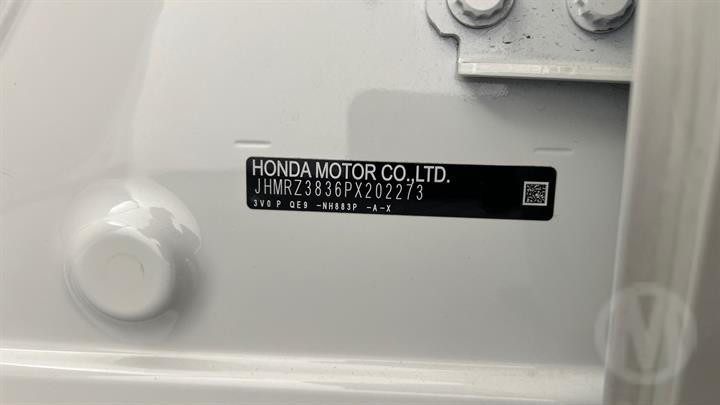 HONDA MOTOR CO.,LTD.
JHMRZ3836PX202273
3V0 P QE9 -NH883P -A-X
M